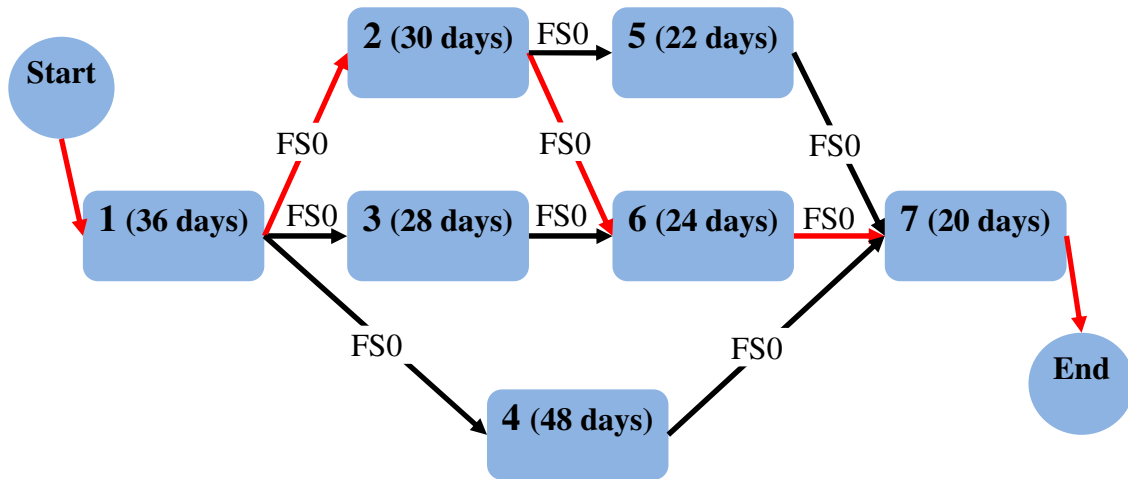 2 (30 days)
FS0
5 (22 days)
Start
FS0
FS0
FS0
1 (36 days)
FS0
3 (28 days)
FS0
6 (24 days)
FS0
7 (20 days)
FS0
FS0
End
4 (48 days)